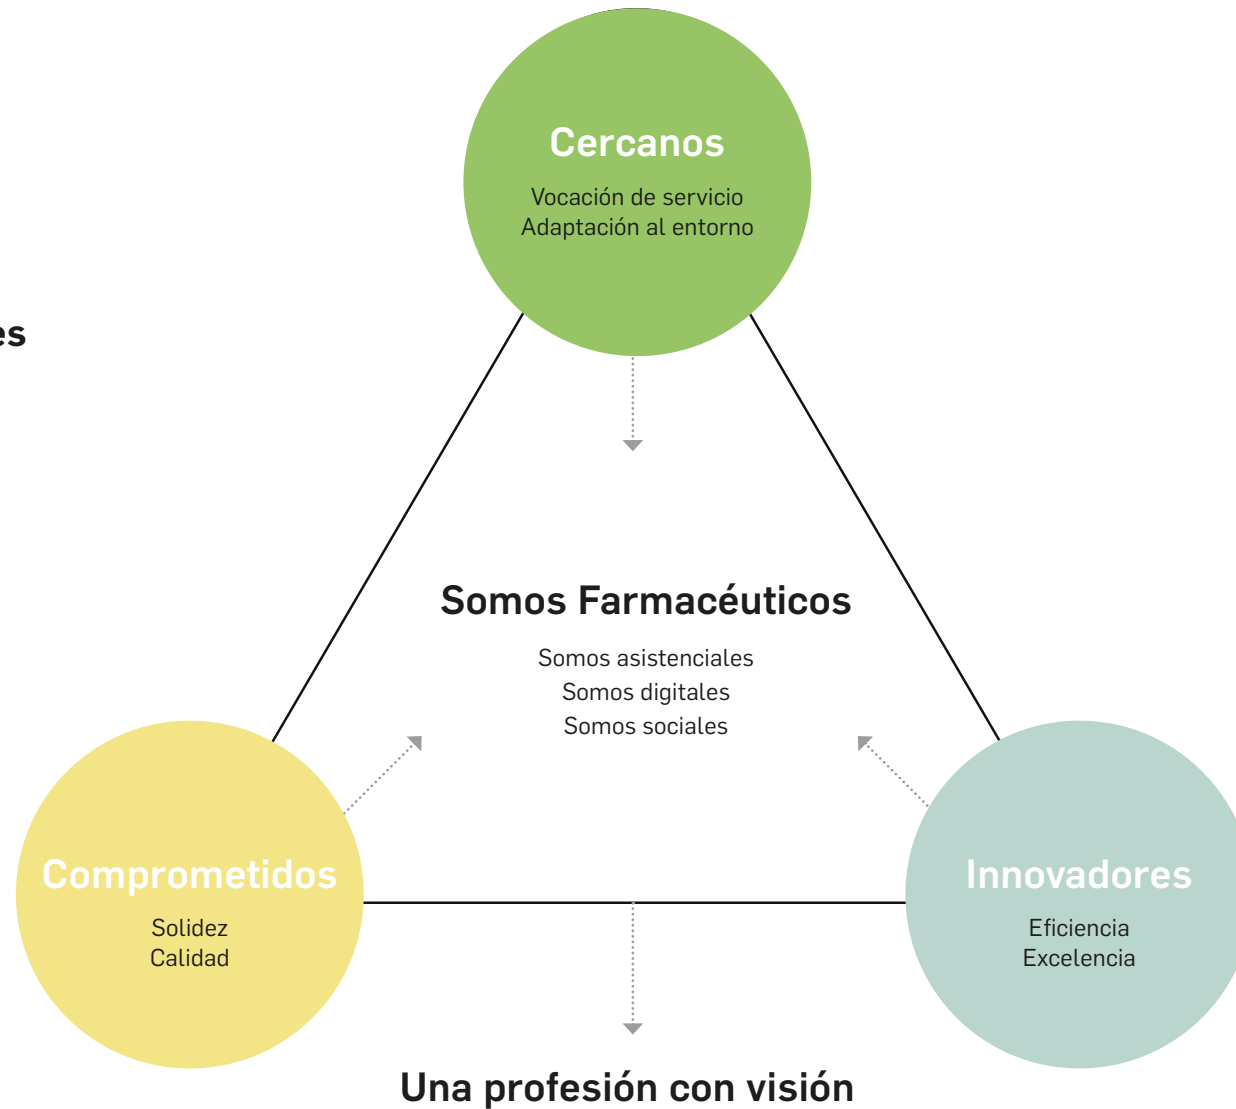 Cercanos
Vocación de servicio
Adaptación al entorno
es
Somos Farmacéuticos
Somos asistenciales
Somos digitales
Somos sociales
Comprometidos
Solidez
Calidad
Innovadores
Eficiencia
Excelencia
Una profesión con visión